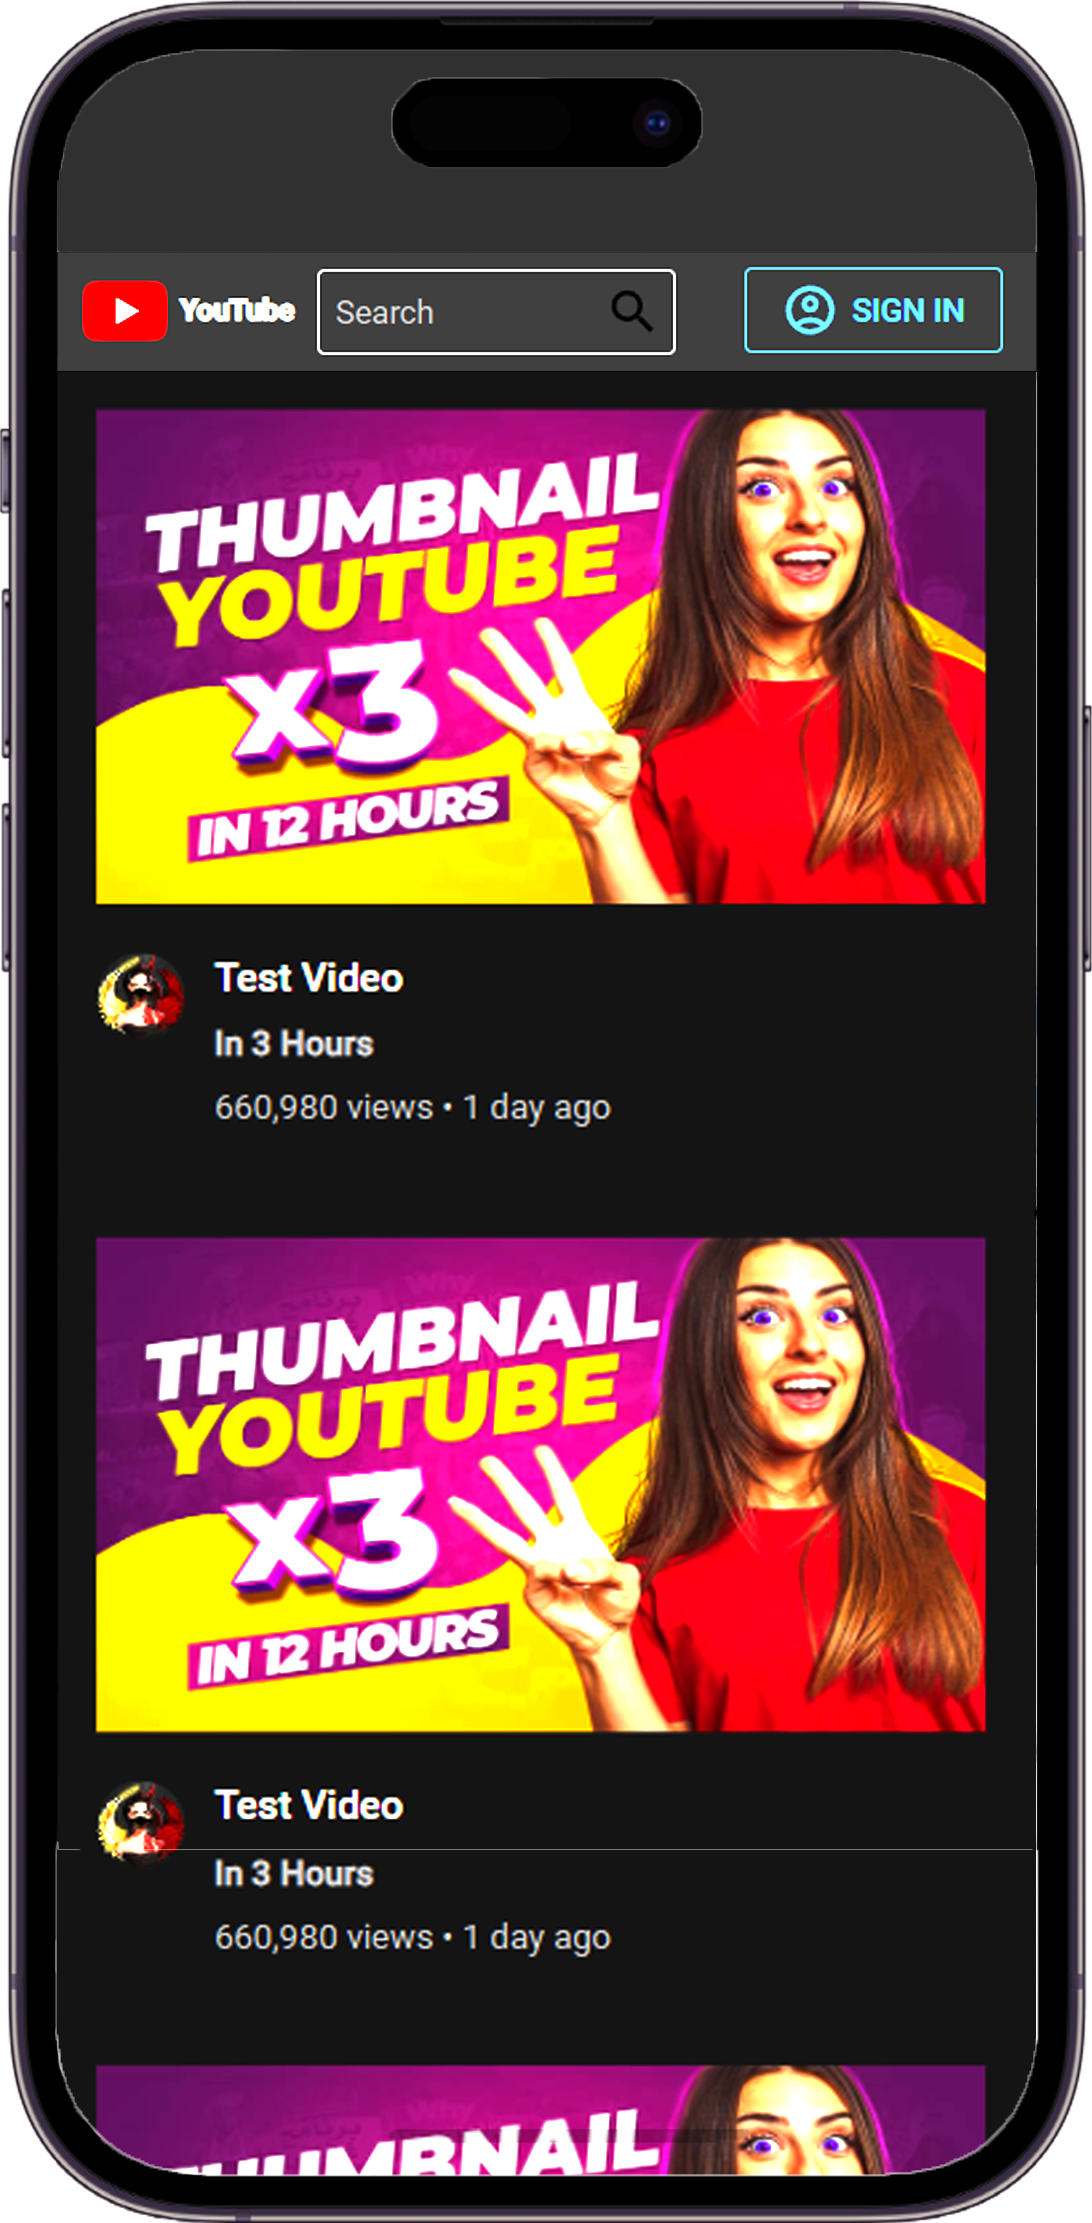 YouTube
Search
SIGN IN
THUMBNAIL
YOUTUBE
x3
IN 12 HOURS
Test Video
In 3 Hours
660,980 views • 1 day ago
THUMBNAIL
YOUTUBE
x3
IN 12 HOURS
Test Video
In 3 Hours
660,980 views • 1 day ago
THUMBNAIL